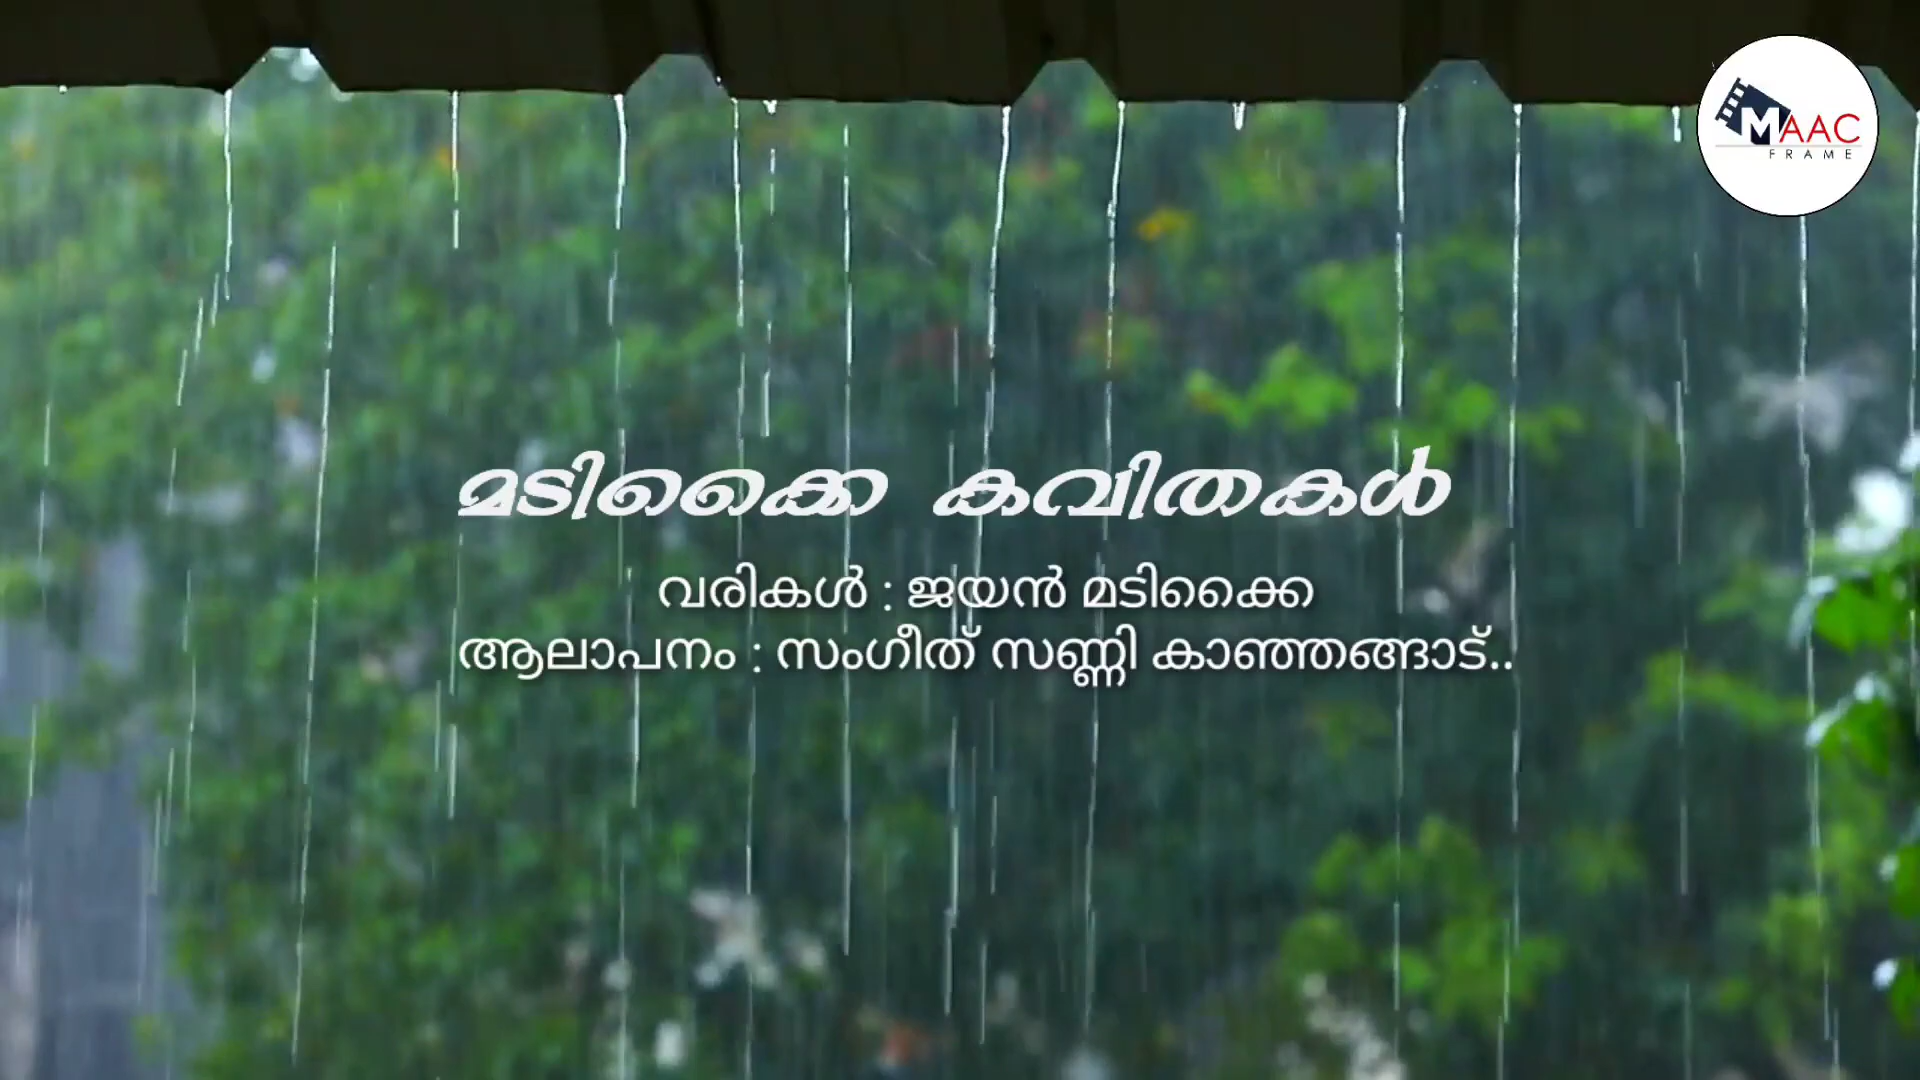 MAAC
FRAME
മടിക്കൈ കവിതകൾ
വരികൾ : ജയൻ മടിക്കൈ
ആലാപനം : സംഗീത് സണ്ണി കാഞ്ഞങ്ങാട്..